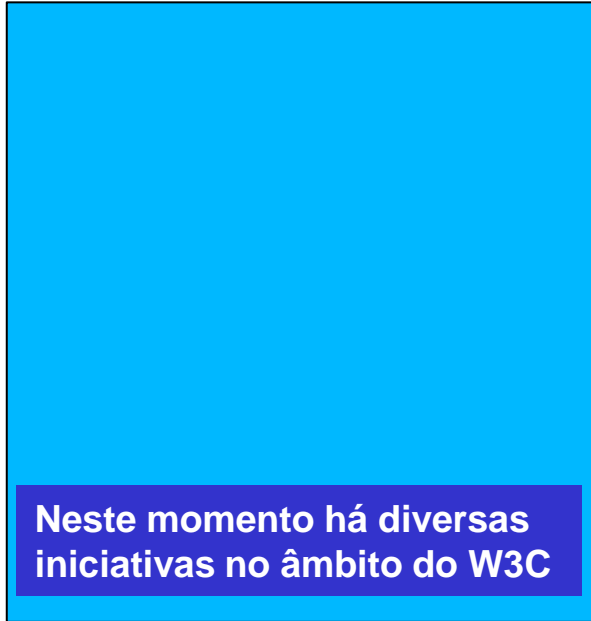 Neste momento há diversas
iniciativas no âmbito do W3C